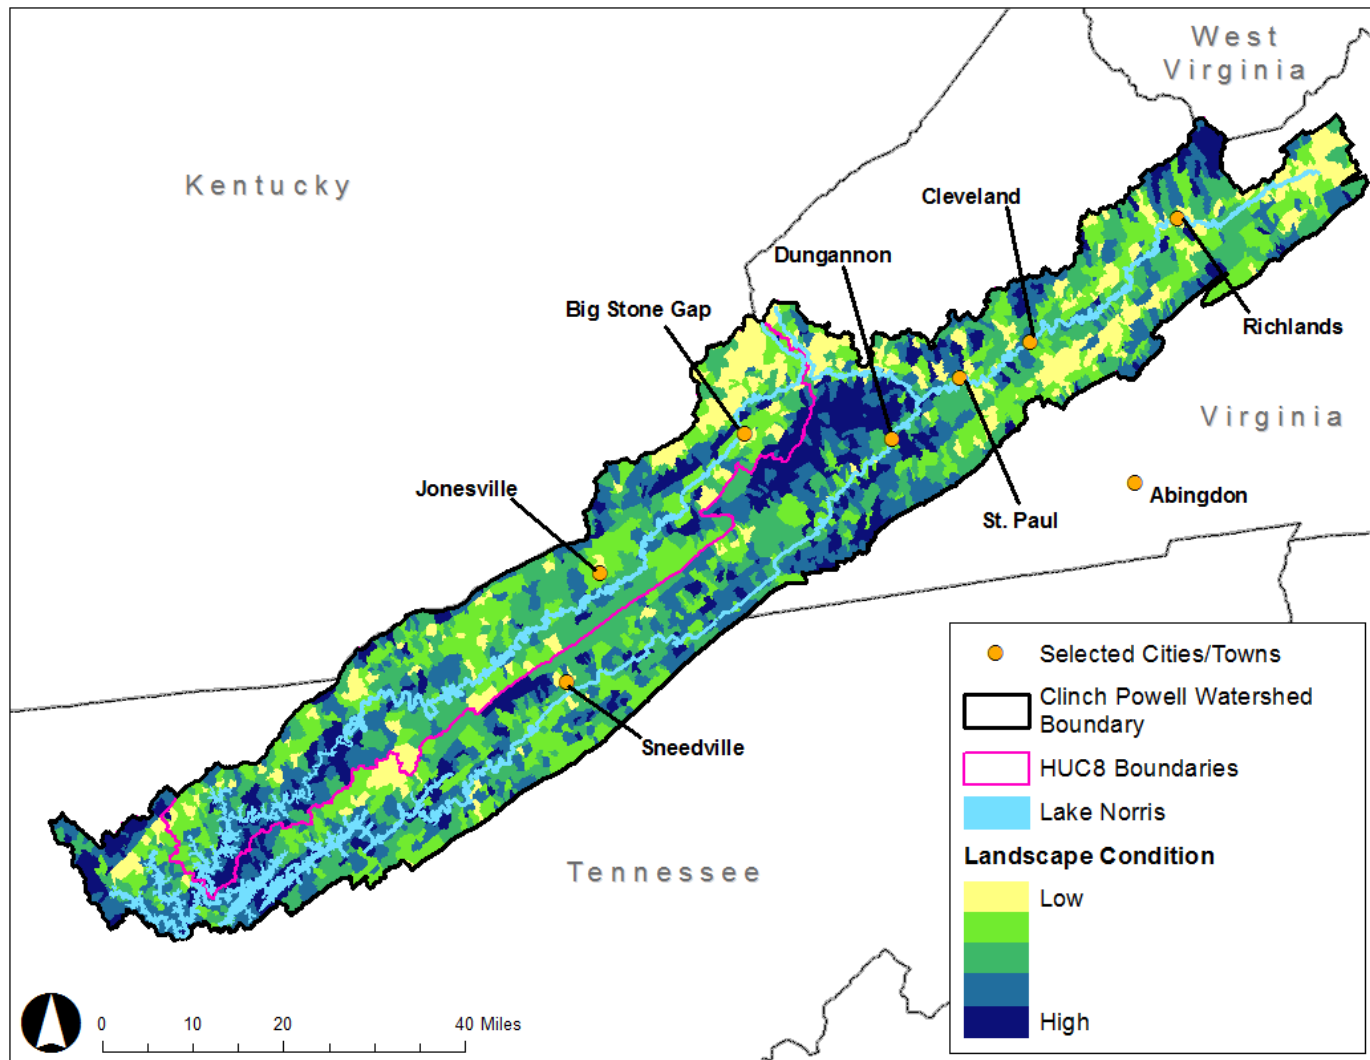 West
Virginia
Kentucky
Cleveland
Dungannon
Big Stone Gap
Richlands
Virginia
Jonesville
Abingdon
St. Paul
Sneedville
Tennessee
Selected Cities/Towns
Clinch Powell Watershed
Boundary
HUC8 Boundaries
Lake Norris
Landscape Condition
Low
High
0 10 20 40 Miles